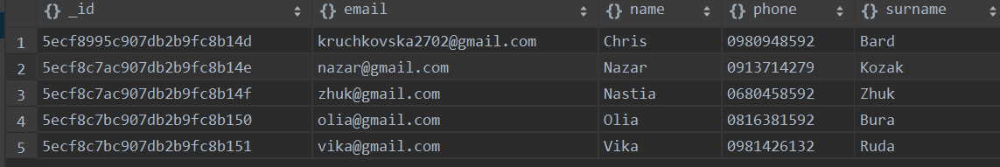 {} _id {} email {} name {} phone {} surname
1 5ecf8995c907db2b9fc8b14d kruchkovska2702@gmail.com Chris 0980948592 Bard
2 5ecf8c7ac907db2b9fc8b14e nazar@gmail.com Nazar 0913714279 Kozak
3 5ecf8c7ac907db2b9fc8b14f zhuk@gmail.com Nastia 0680458592 Zhuk
4 5ecf8c7bc907db2b9fc8b150 olia@gmail.com Olia 0816381592 Bura
5 5ecf8c7bc907db2b9fc8b151 vika@gmail.com Vika 0981426132 Ruda